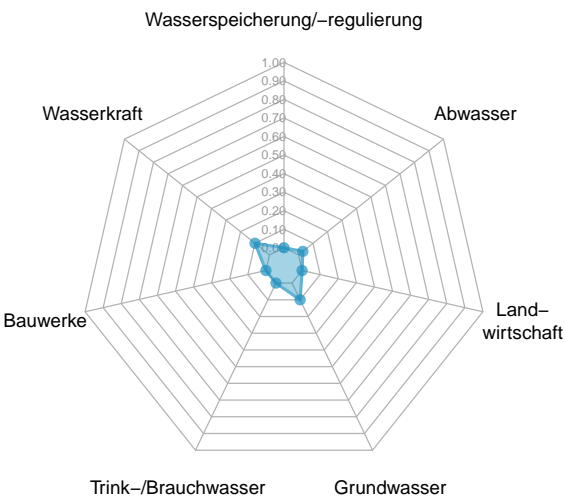 Wasserspeicherung/−regulierung
1.00
0.90
Wasserkraft
Abwasser
0.80
0.70
0.60
0.50
0.40
0.30
0.20
0.10
Bauwerke
Land−
wirtschaft
Trink−/Brauchwasser
Grundwasser